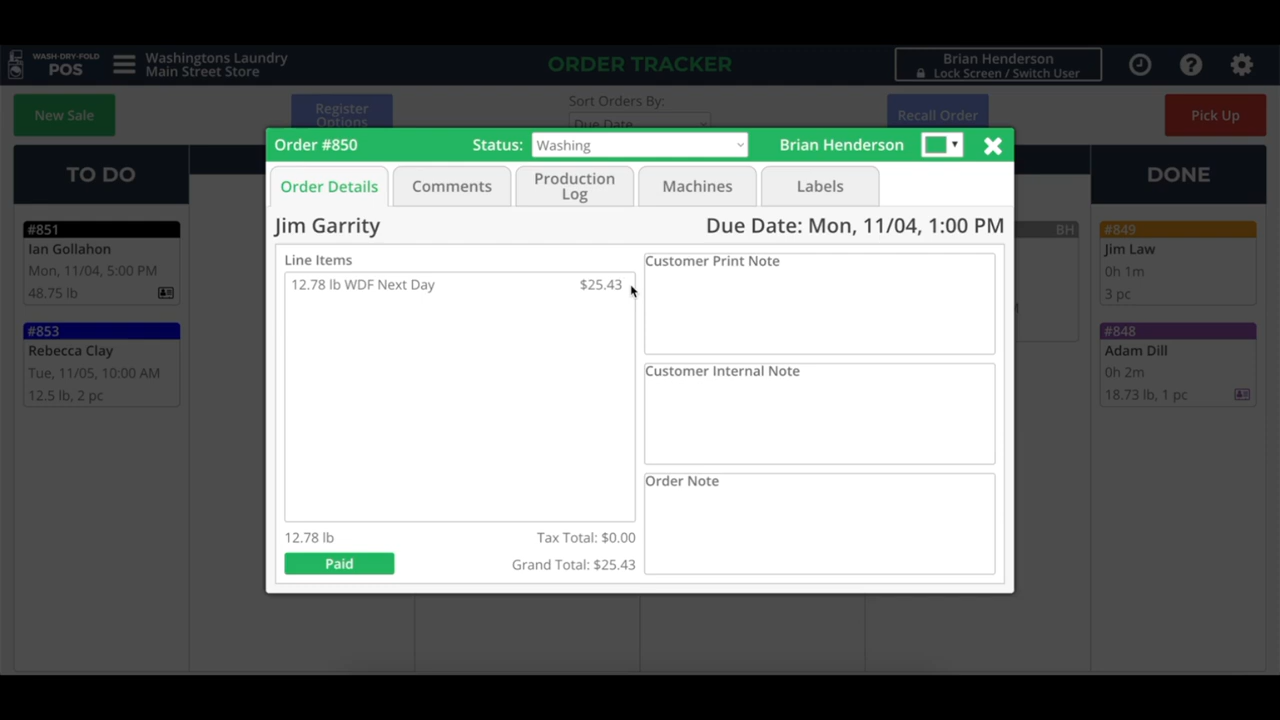 WASH-DRY-FOLD
POS
Washingtons Laundry
Main Street Store
ORDER TRACKER
Brian Henderson
Lock Screen / Switch User
New Sale
Register
Options
Sort Orders By:
Due Date
Recall Order
Pick Up
Order #850
Status:
Washing
Brian Henderson
Order Details
Comments
Production
Log
Machines
Labels
Jim Garrity
Due Date: Mon, 11/04, 1:00 PM
Line Items
12.78 lb WDF Next Day
$25.43
12.78 lb
Tax Total: $0.00
Paid
Grand Total: $25.43
Customer Print Note
Customer Internal Note
Order Note
TO DO
#851
Ian Gollahon
Mon, 11/04, 5:00 PM
48.75 lb
#853
Rebecca Clay
Tue, 11/05, 10:00 AM
12.5 lb, 2 pc
BH
DONE
#849
Jim Law
0h 1m
3 pc
#848
Adam Dill
0h 2m
18.73 lb, 1 pc